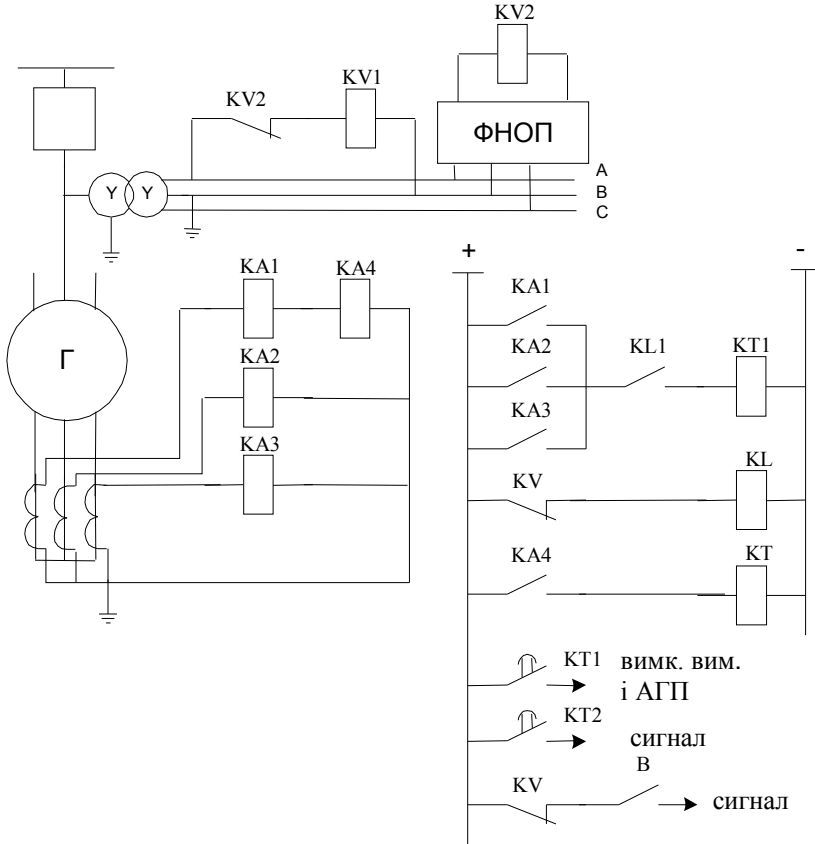 KV2
KV1
KV2
ФНОП
A
B
C
Y Y
Г
KA1
KA4
KA2
KA3
+
-
KA1
KA2
KL1
KT1
KA3
KV
KL
KA4
KT
KT1 вимк. вим.
і АГП
KT2
сигнал
KV
В
сигнал